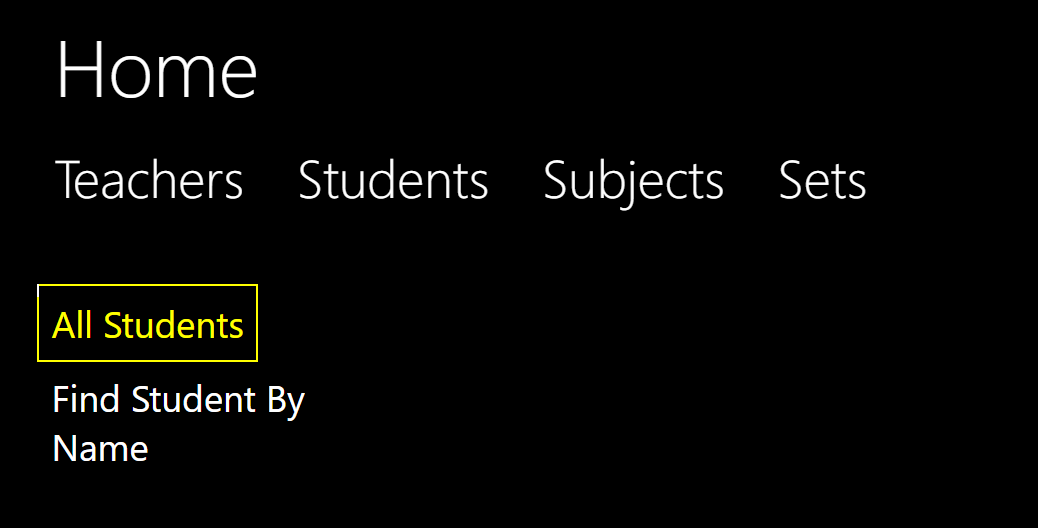 Home
Teachers Students Subjects Sets
All Students
Find Student By
Name